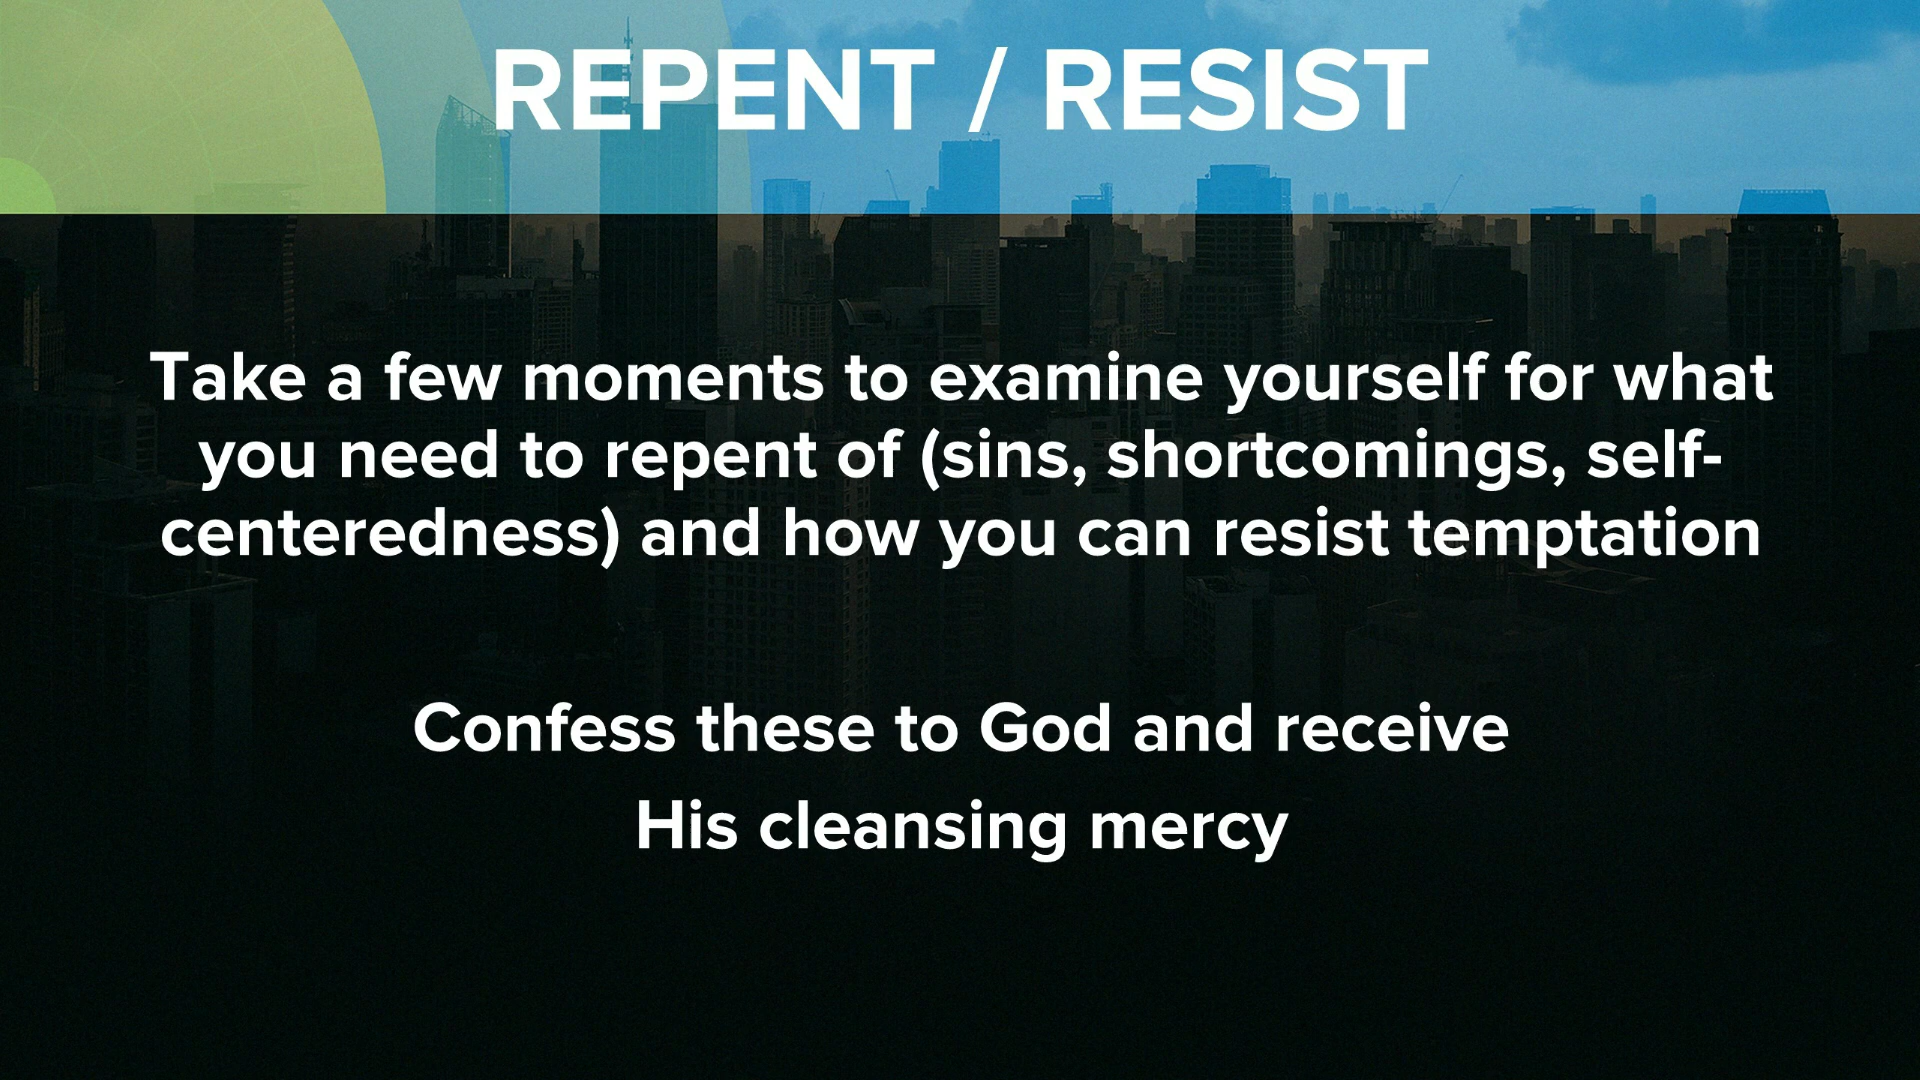 REPENT / RESIST
Take a few moments to examine yourself for what
you need to repent of (sins, shortcomings, self-
centeredness) and how you can resist temptation
Confess these to God and receive
His cleansing mercy